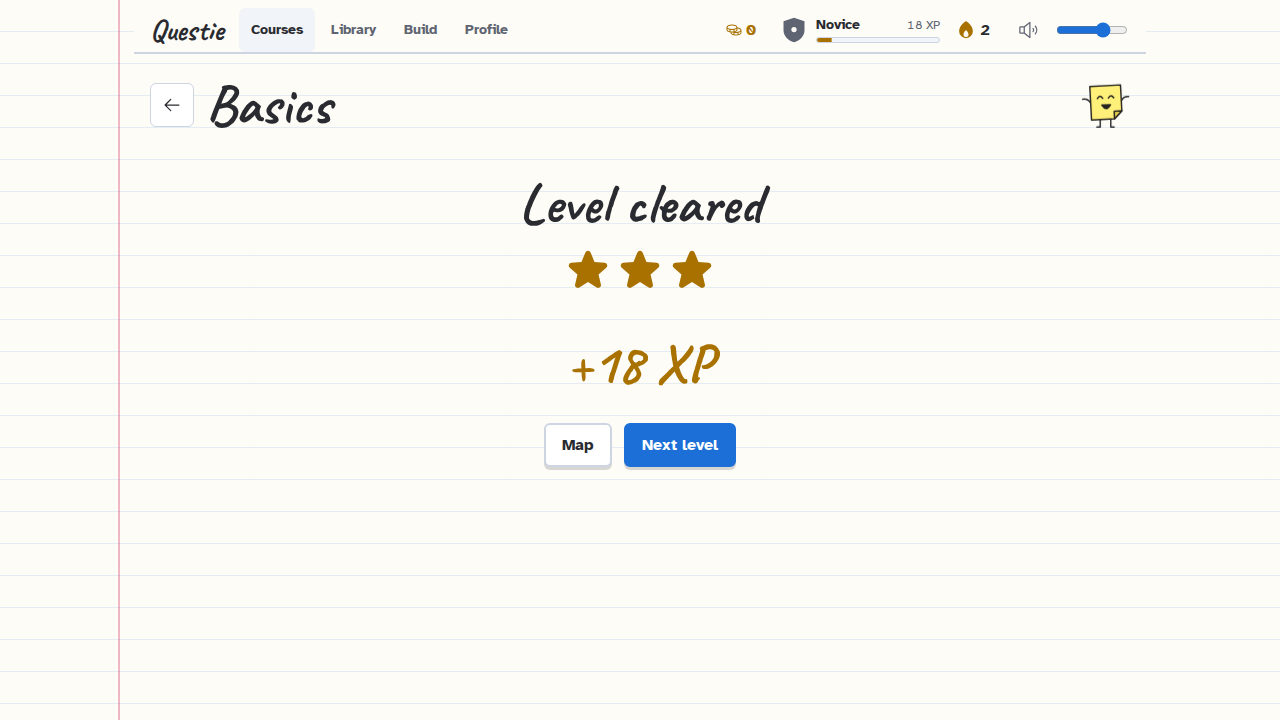 Questie Courses Library Build Profile 0 Novice 18 XP 2
Basics
Level cleared
+18 XP
Map Next level